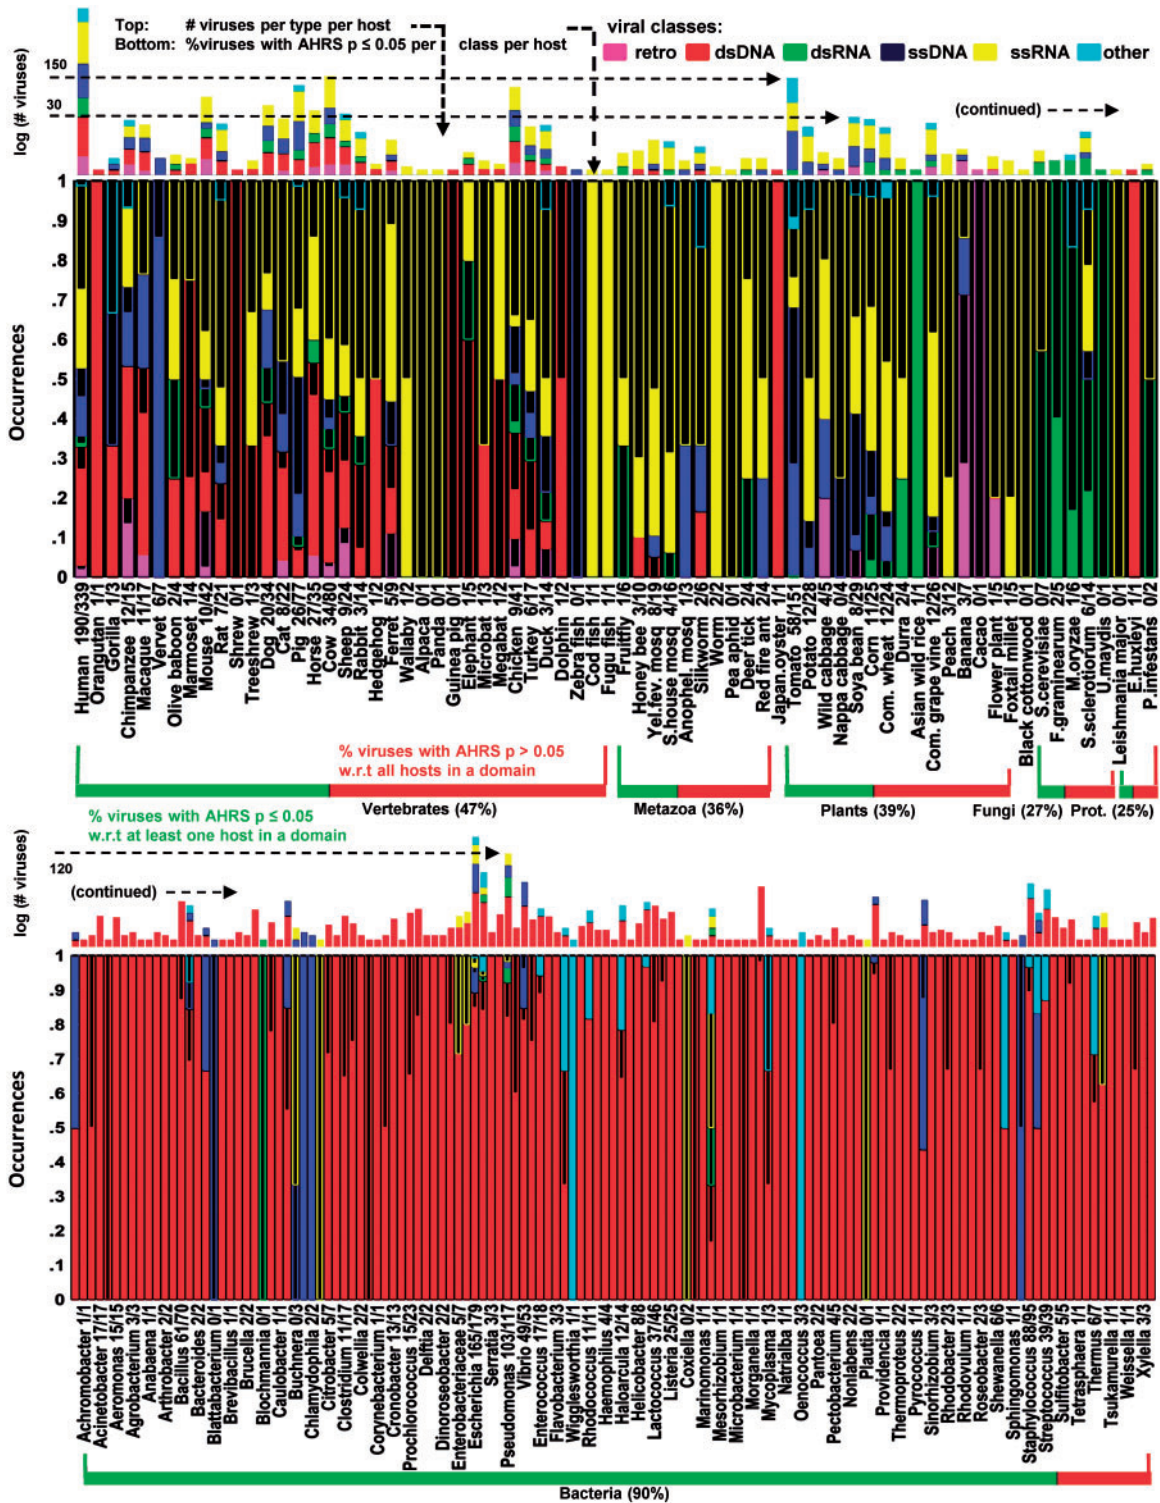 Top: # viruses per type per host
Bottom: %viruses with AHRS p ≤ 0.05 per class per host
viral classes:
retro dsDNA dsRNA ssDNA ssRNA other
150
30
log (# viruses)
(continued)
1
.9
.8
.7
.6
.5
.4
.3
.2
.1
0
Occurrences
Human 190/339
Orangutan 1/1
Gorilla 1/3
Chimpanzee 12/15
Macaque 11/17
Vervet 6/7
Olive baboon 2/4
Marmoset 1/4
Mouse 10/42
Rat 7/21
Shrew 0/1
Treeshrew 1/3
Dog 20/34
Cat 8/22
Pig 26/77
Horse 27/35
Cow 34/80
Sheep 9/24
Rabbit 3/14
Hedgehog 1/2
Ferret 5/9
Wallaby 1/2
Alpaca 0/1
Panda 0/1
Guinea pig 0/1
Elephant 1/5
Microbat 1/3
Megabat 1/2
Chicken 9/41
Turkey 6/17
Duck 3/14
Dolphin 1/2
Zebra fish 0/1
Cod fish 1/1
Fugu fish 1/1
Fruitfly 1/6
Honey bee 3/10
Yel.fev. mosq 8/19
S.house mosq 4/16
Anophel.mosq 1/3
Silkworm 2/6
Worm 2/2
Pea aphid 0/1
Deer tick 2/4
Red fire ant 2/4
Japan.oyster 1/1
Tomato 58/151
Potato 12/28
Wild cabbage 4/5
Nappa cabbage 0/4
Soya bean 8/29
Corn 11/25
Com. wheat 12/24
Durra 2/4
Asian wild rice 1/1
Com. grape vine 12/26
Peach 3/12
Banana 3/7
Cacao 0/1
Flower plant 1/5
Foxtail millet 1/5
Black cottonwood 0/1
S.cerevisiae 0/7
F.graminearum 2/5
M.oryzae 1/6
S.sclerotiorum 6/14
U.maydis 0/1
Leishmania major 0/1
E.huxleyi 1/1
P.infestans 0/2
% viruses with AHRS p > 0.05
w.r.t all hosts in a domain
Vertebrates (47%)
Metazoa (36%)
Plants (39%)
Fungi (27%)
Prot. (25%)
% viruses with AHRS p ≤ 0.05
w.r.t at least one host in a domain
120
log (# viruses)
(continued)
1
.9
.8
.7
.6
.5
.4
.3
.2
.1
0
Occurrences
Achromobacter 1/1
Acinetobacter 17/17
Aeromonas 15/15
Agrobacterium 3/3
Anabaena 1/1
Arthrobacter 2/2
Bacillus 61/70
Bacteroides 2/2
Blattabacterium 0/1
Brevibacillus 1/1
Brucella 2/2
Blochmannia 0/1
Caulobacter 1/1
Buchnera 0/3
Chlamydophila 2/2
Citrobacter 5/7
Clostridium 11/17
Colwellia 2/2
Corynebacterium 1/1
Cronobacter 13/13
Prochlorococcus 15/23
Delftia 2/2
Dinoroseobacter 2/2
Enterobacteriaceae 5/7
Escherichia 165/179
Serratia 3/3
Pseudomonas 103/117
Vibrio 49/53
Enterococcus 17/18
Flavobacterium 3/3
Wigglesworthia 1/1
Rhodococcus 11/11
Haemophilus 4/4
Helicobacter 8/8
Haloarcula 12/14
Lactococcus 37/46
Listeria 25/25
Coxiella 0/2
Marinomonas 1/1
Mesorhizobium 1/1
Microbacterium 1/1
Morganella 1/1
Mycoplasma 1/3
Natrialba 1/1
Oenococcus 3/3
Pantoea 2/2
Pectobacterium 4/5
Nonlabens 2/2
Plautia 0/1
Providencia 1/1
Thermoproteus 2/2
Pyrococcus 1/1
Sinorhizobium 3/3
Rhodobacter 2/3
Rhodovulum 1/1
Roseobacter 2/3
Shewanella 6/6
Sphingomonas 1/1
Staphylococcus 88/95
Streptococcus 39/39
Sulfitobacter 5/5
Tetrasphaera 1/1
Thermus 6/7
Tsukamurella 1/1
Weissella 1/1
Xylella 3/3
Bacteria (90%)